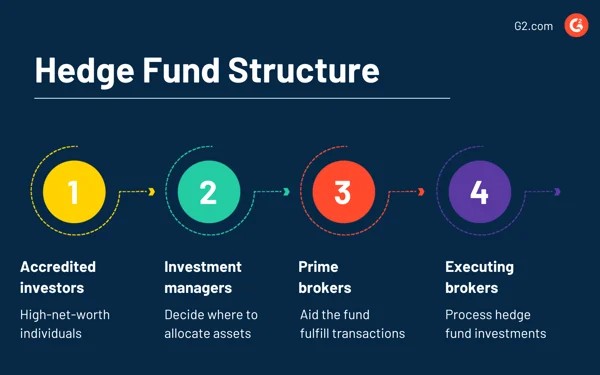 G2.com
Hedge Fund Structure
1
2
3
4
Accredited
investors
High-net-worth
individuals
Investment
managers
Decide where to
allocate assets
Prime
brokers
Aid the fund
fulfill transactions
Executing
brokers
Process hedge
fund investments